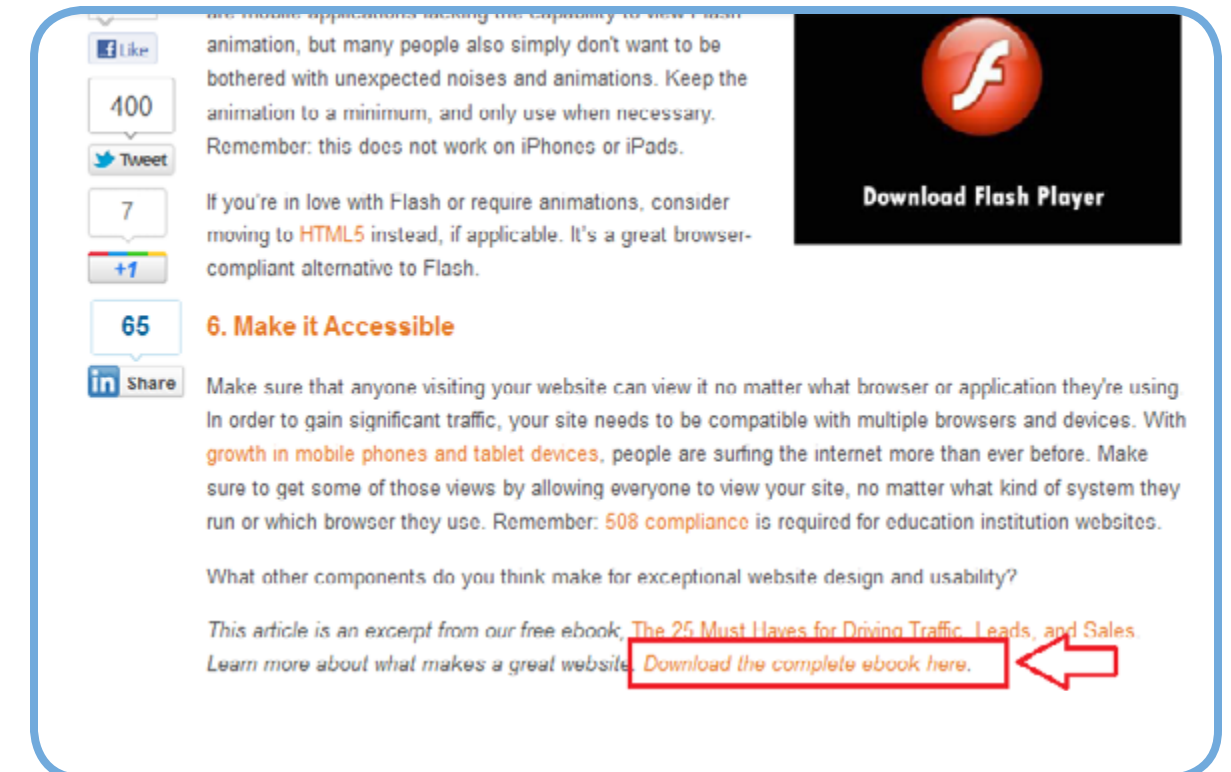 are mobile applications lacking the capability to view Flash
animation, but many people also simply don't want to be
bothered with unexpected noises and animations. Keep the
animation to a minimum, and only use when necessary.
Remember: this does not work on iPhones or iPads.
If you're in love with Flash or require animations, consider
moving to HTML5 instead, if applicable. It's a great browser-
compliant alternative to Flash.
Download Flash Player
Like
400
Tweet
7
+1
65
in Share
6. Make it Accessible
Make sure that anyone visiting your website can view it no matter what browser or application they're using.
In order to gain significant traffic, your site needs to be compatible with multiple browsers and devices. With
growth in mobile phones and tablet devices, people are surfing the internet more than ever before. Make
sure to get some of those views by allowing everyone to view your site, no matter what kind of system they
run or which browser they use. Remember: 508 compliance is required for education institution websites.
What other components do you think make for exceptional website design and usability?
This article is an excerpt from our free ebook, The 25 Must Haves for Driving Traffic, Leads, and Sales.
Learn more about what makes a great website. Download the complete ebook here.